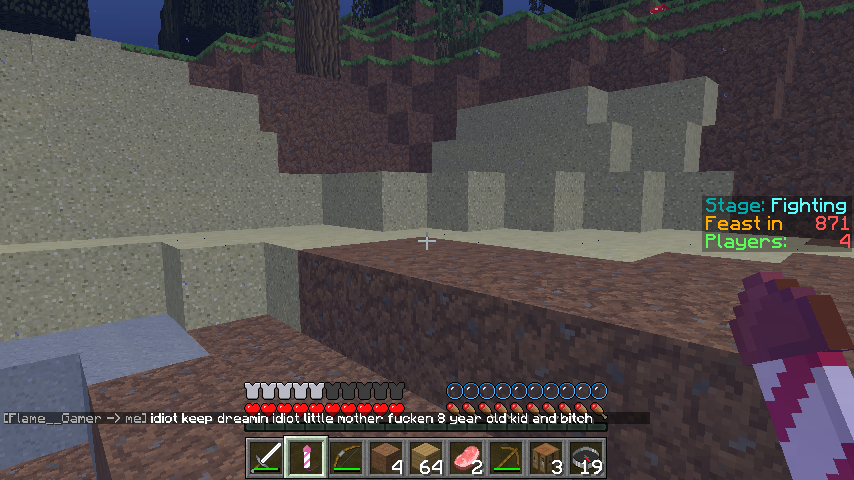 Stage: Fighting
Feast in 871
Players: 4
[Flame__Gamer -> me] idiot keep dreamin idiot little mother fucken 8 year old kid and bitch
4 64 2 3 19